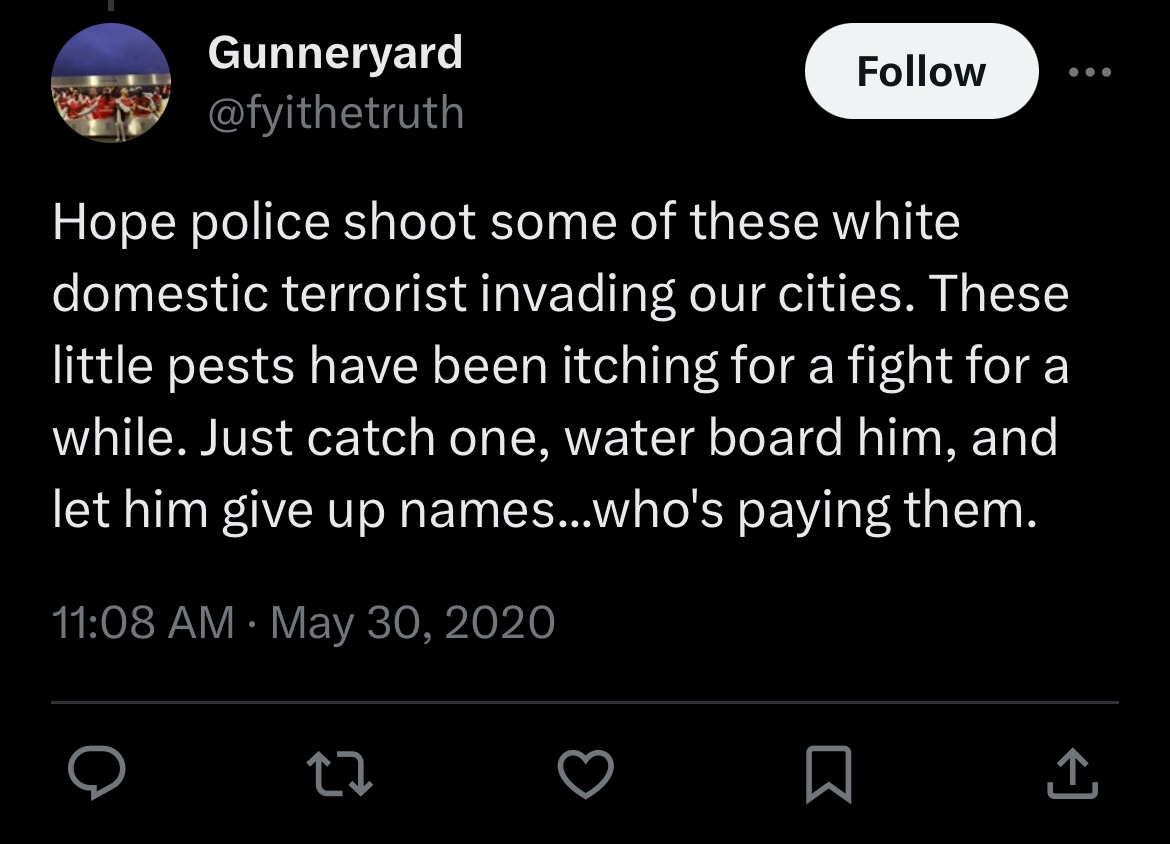 Gunneryard
@fyithetruth
Follow
Hope police shoot some of these white
domestic terrorist invading our cities. These
little pests have been itching for a fight for a
while. Just catch one, water board him, and
let him give up names...who's paying them.
11:08 AM · May 30, 2020